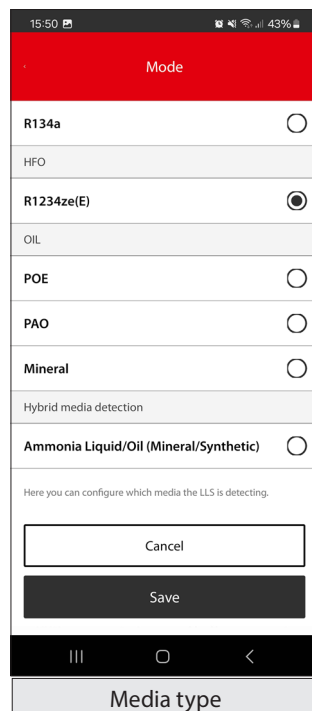 15:50 43%
Mode
R134a
HFO
R1234ze(E)
OIL
POE
PAO
Mineral
Hybrid media detection
Ammonia Liquid/Oil (Mineral/Synthetic)
Here you can configure which media the LLS is detecting.
Cancel
Save
Media type